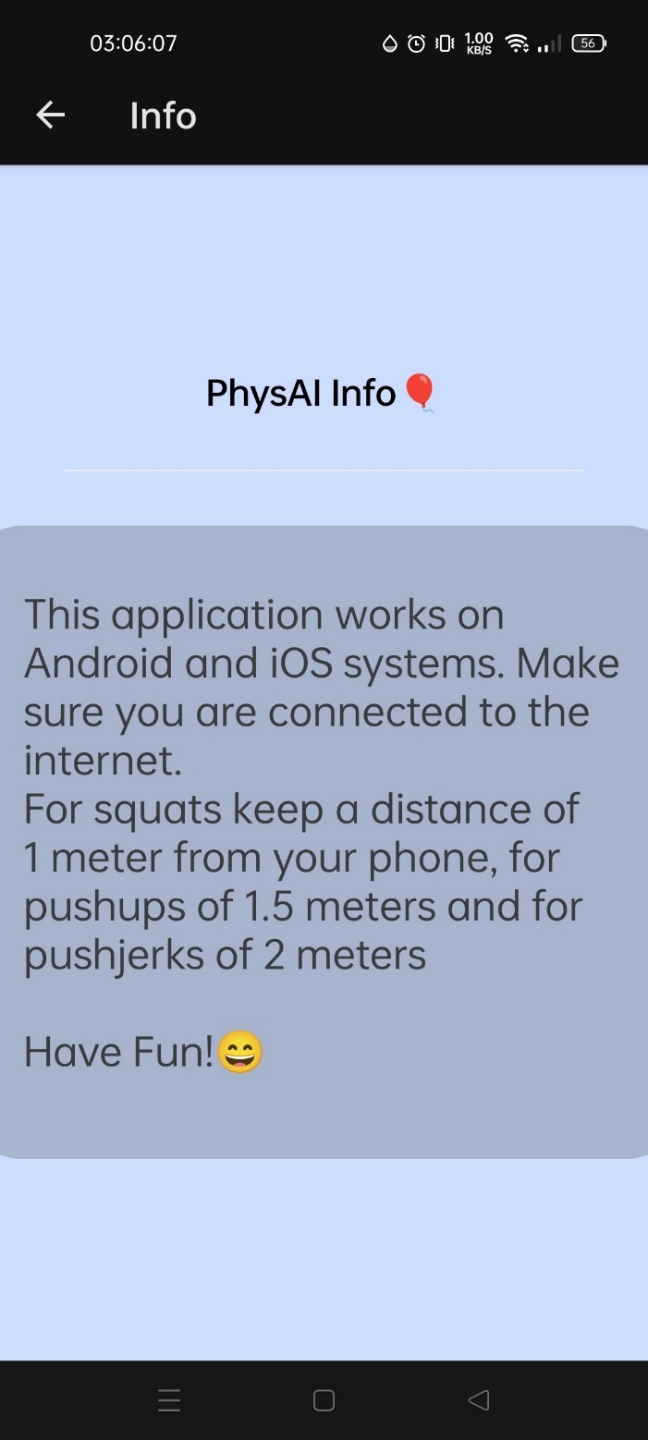 03:06:07
1.00
KB/S
56
Info
PhysAI Info🎈
This application works on
Android and iOS systems. Make
sure you are connected to the
internet.
For squats keep a distance of
1 meter from your phone, for
pushups of 1.5 meters and for
pushjerks of 2 meters
Have Fun!😄